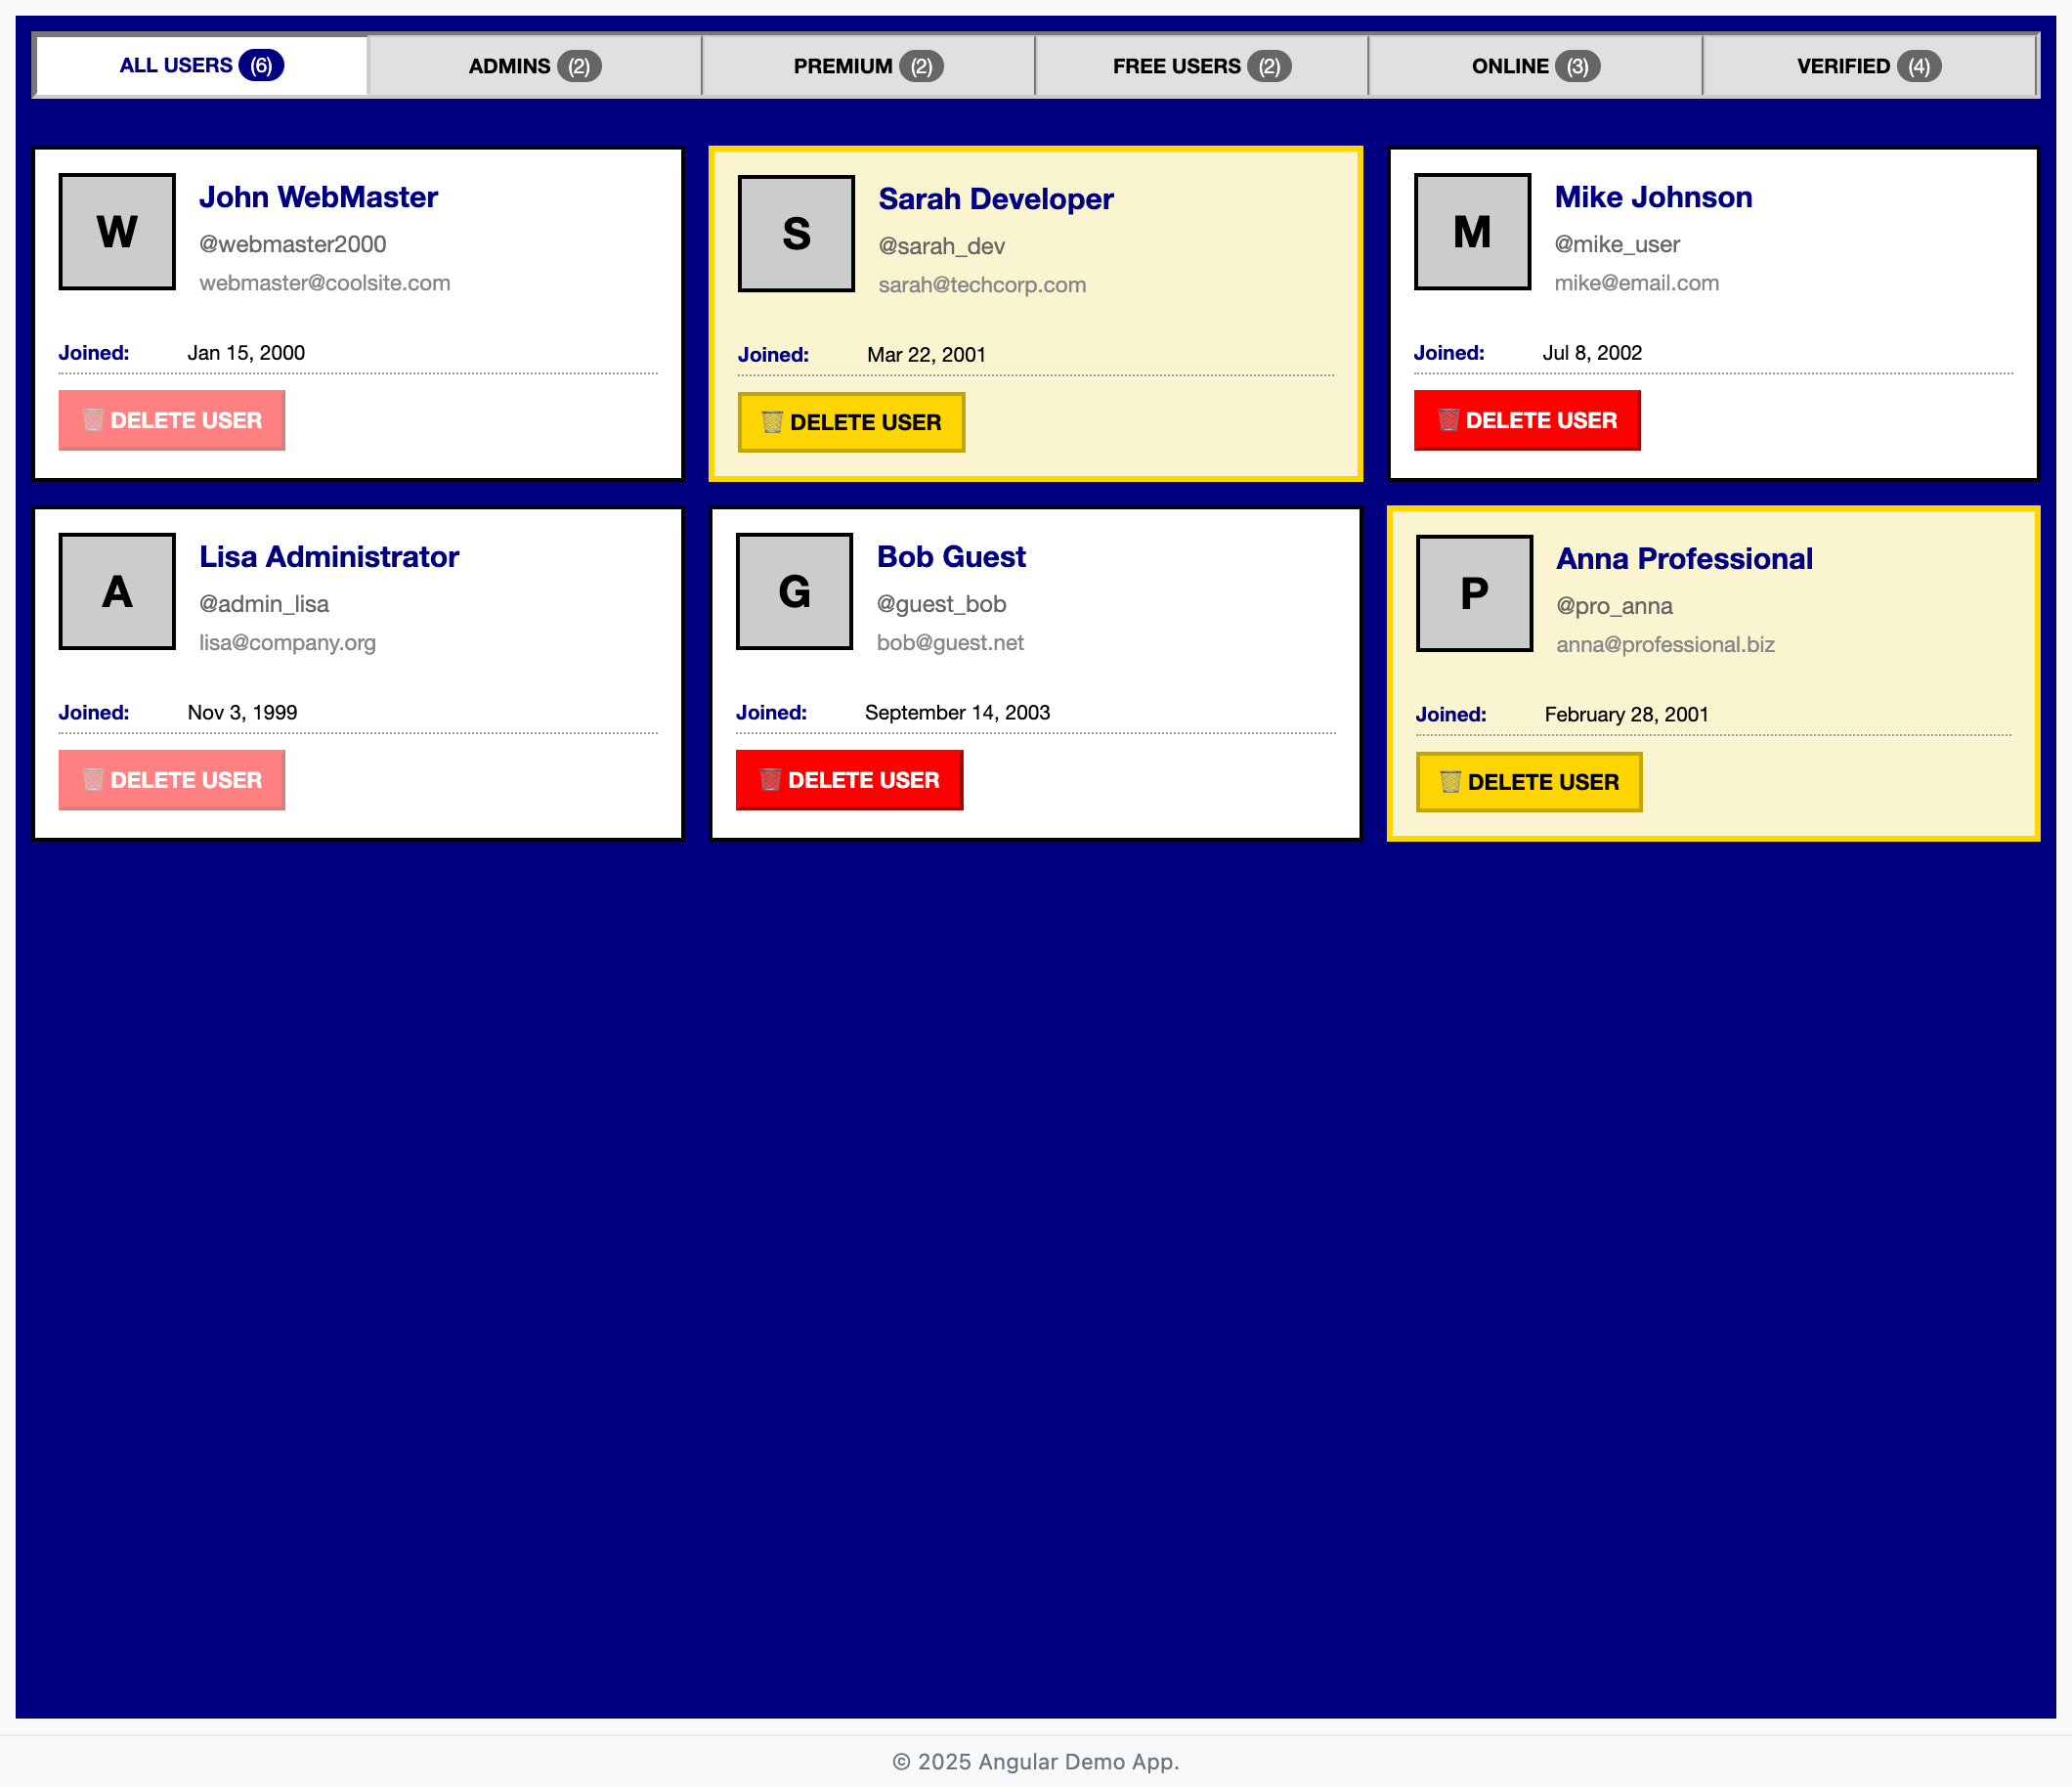 ALL USERS (6) ADMINS (2) PREMIUM (2) FREE USERS (2) ONLINE (3) VERIFIED (4)
W
John WebMaster
@webmaster2000
webmaster@coolsite.com
Joined: Jan 15, 2000
DELETE USER
S
Sarah Developer
@sarah_dev
sarah@techcorp.com
Joined: Mar 22, 2001
DELETE USER
M
Mike Johnson
@mike_user
mike@email.com
Joined: Jul 8, 2002
DELETE USER
A
Lisa Administrator
@admin_lisa
lisa@company.org
Joined: Nov 3, 1999
DELETE USER
G
Bob Guest
@guest_bob
bob@guest.net
Joined: September 14, 2003
DELETE USER
P
Anna Professional
@pro_anna
anna@professional.biz
Joined: February 28, 2001
DELETE USER
© 2025 Angular Demo App.